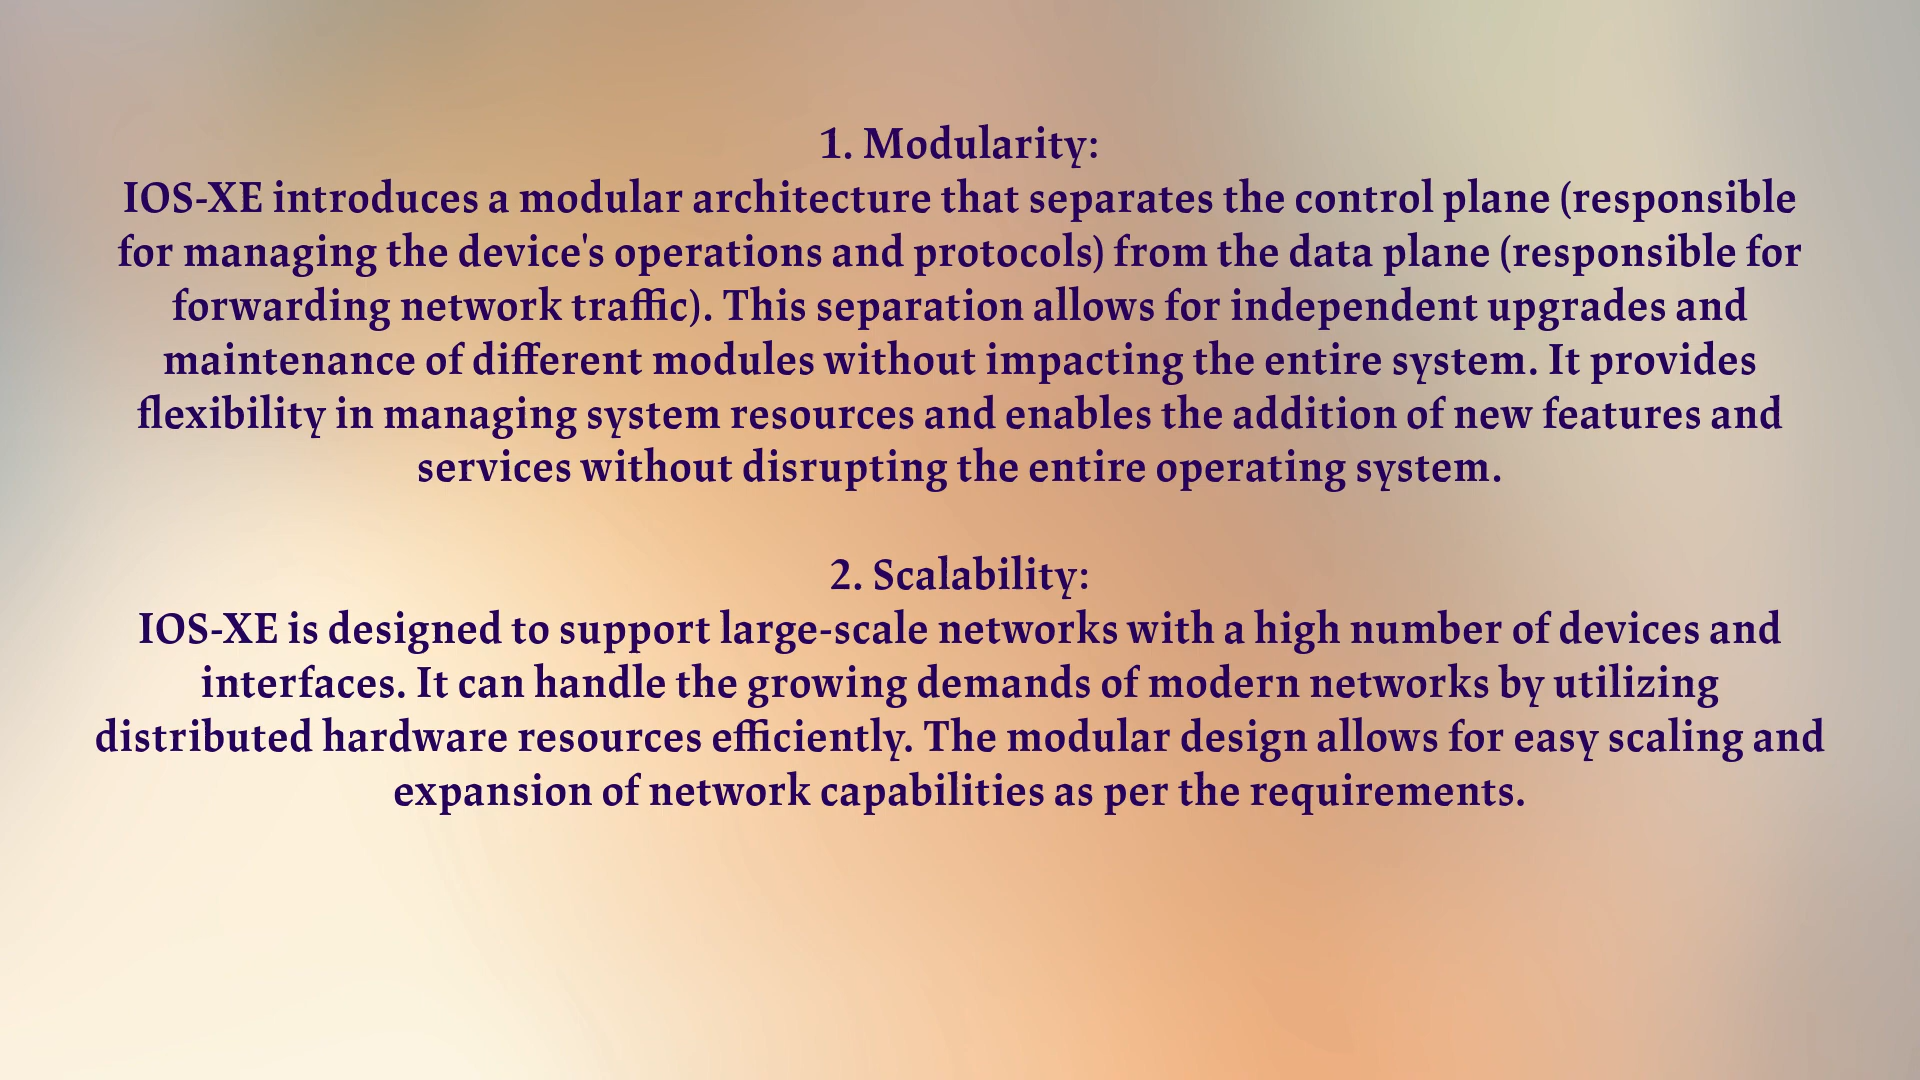 1. Modularity:
IOS-XE introduces a modular architecture that separates the control plane (responsible
for managing the device's operations and protocols) from the data plane (responsible for
forwarding network traffic). This separation allows for independent upgrades and
maintenance of different modules without impacting the entire system. It provides
flexibility in managing system resources and enables the addition of new features and
services without disrupting the entire operating system.
2. Scalability:
IOS-XE is designed to support large-scale networks with a high number of devices and
interfaces. It can handle the growing demands of modern networks by utilizing
distributed hardware resources efficiently. The modular design allows for easy scaling and
expansion of network capabilities as per the requirements.